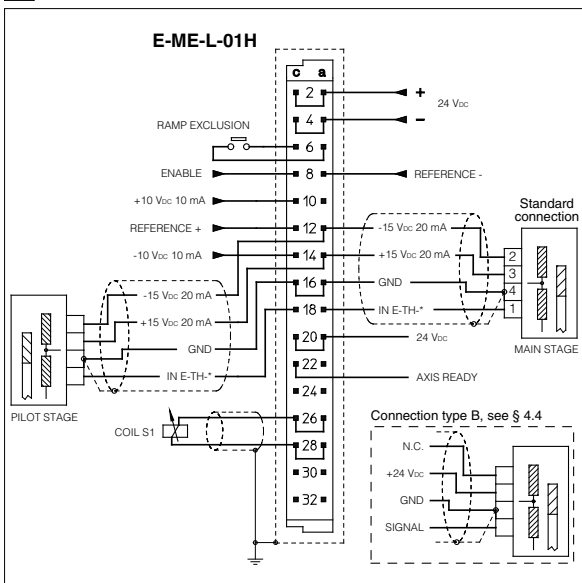 E-ME-L-01H
c a
2
+
24 VDC
4
−
RAMP EXCLUSION
6
ENABLE
8
REFERENCE -
+10 VDC 10 mA
10
Standard
connection
REFERENCE +
12
-15 VDC 20 mA
2
-10 VDC 10 mA
14
+15 VDC 20 mA
3
16
GND
4
-15 VDC 20 mA
18
IN E-TH-*
1
+15 VDC 20 mA
MAIN STAGE
GND
20
24 VDC
IN E-TH-*
22
AXIS READY
PILOT STAGE
24
COIL S1
26
Connection type B, see § 4.4
28
N.C.
30
+24 VDC
32
GND
SIGNAL